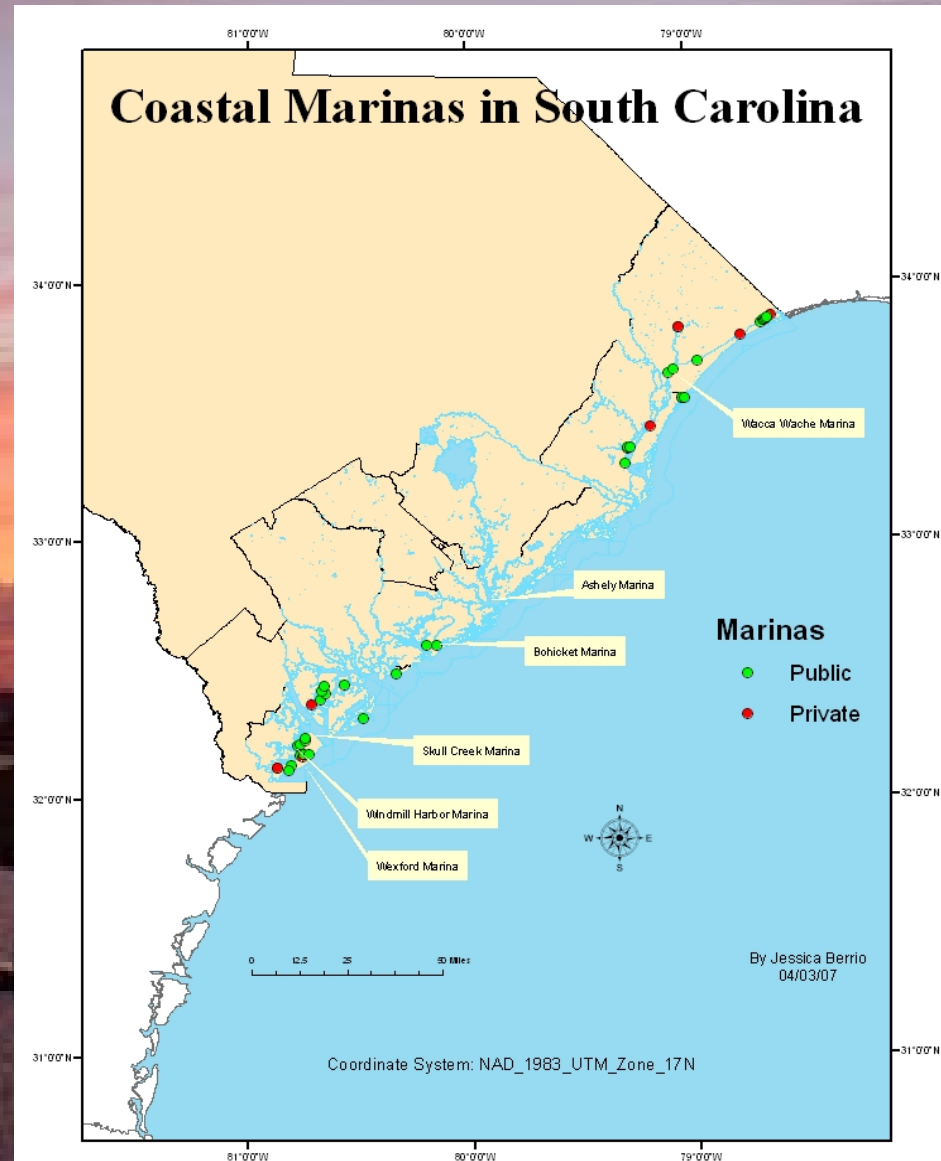 81°0'0"W 80°0'0"W 79°0'0"W
Coastal Marinas in South Carolina
34°0'0"N 34°0'0"N
Wacca Wache Marina
33°0'0"N 33°0'0"N
Ashely Marina
Marinas
Bohicket Marina
Public
Private
Skull Creek Marina
32°0'0"N 32°0'0"N
Windmill Harbor Marina
N
W E
S
Wexford Marina
0 12.5 25 50 Miles
By Jessica Berrio
04/03/07
31°0'0"N 31°0'0"N
Coordinate System: NAD_1983_UTM_Zone_17N
81°0'0"W 80°0'0"W 79°0'0"W